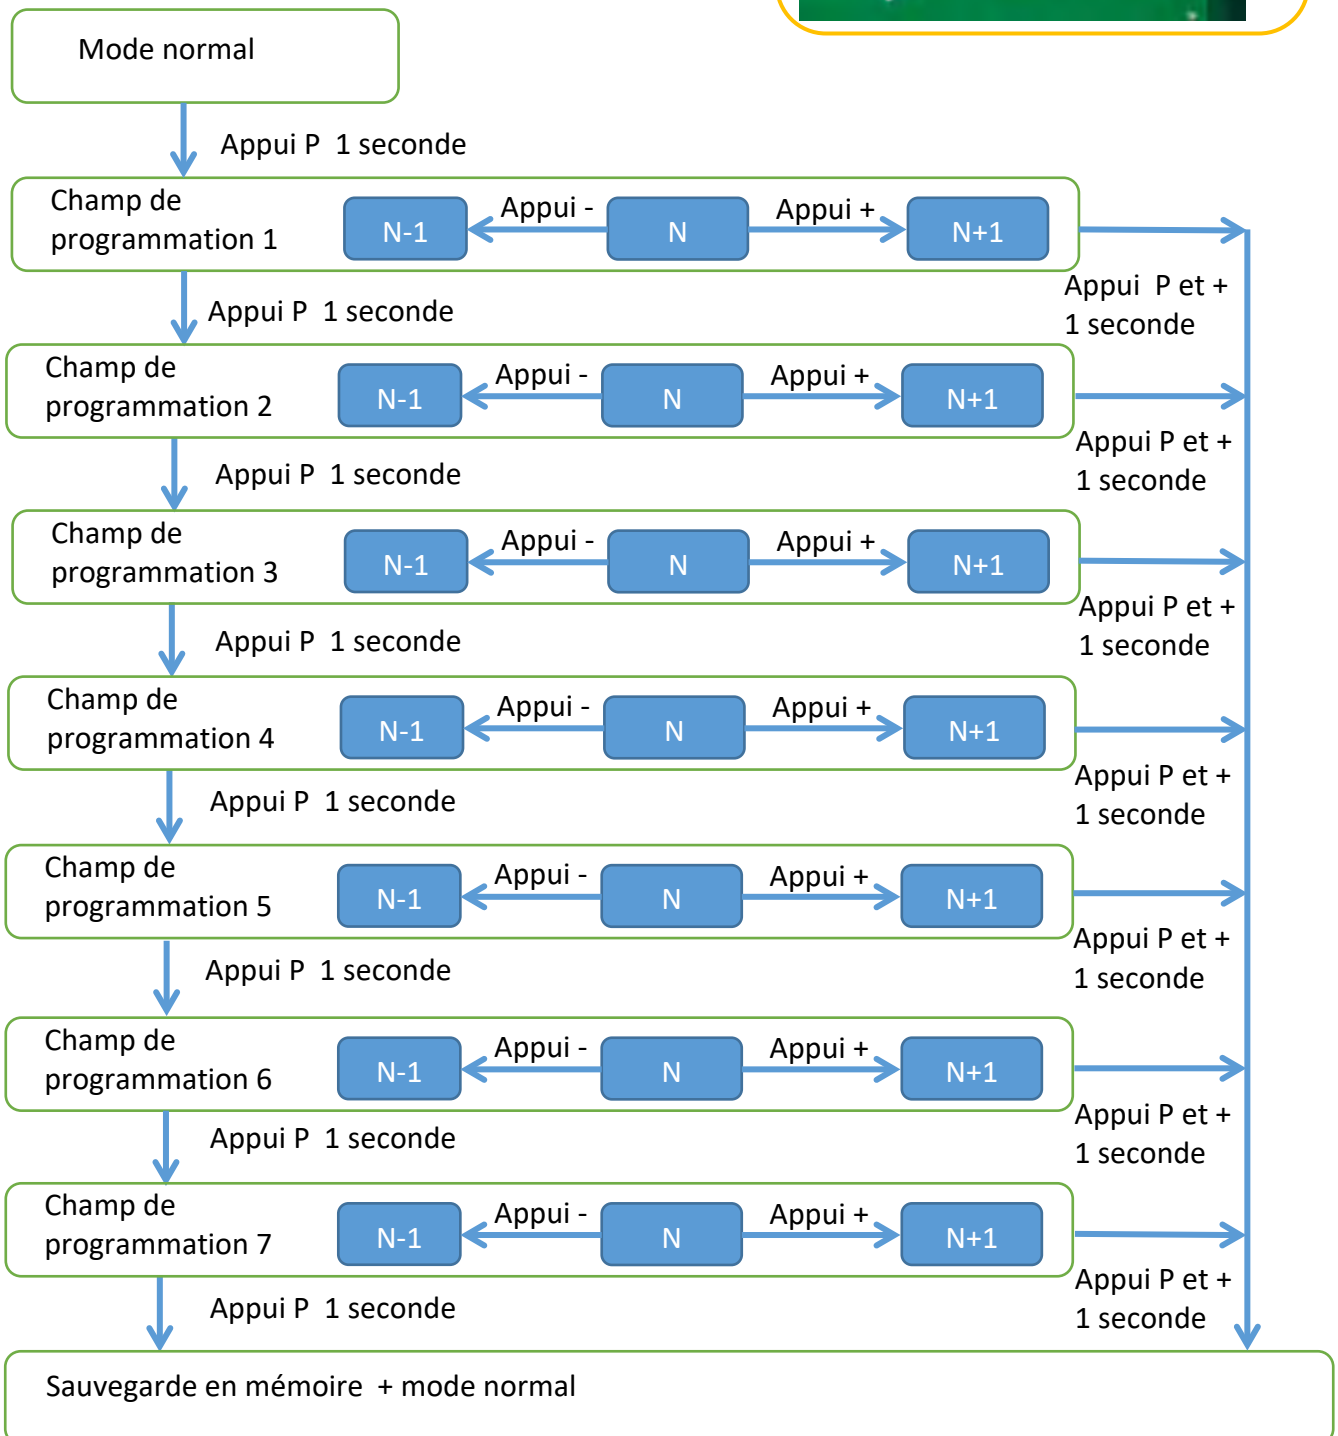 Mode normal
Appui P 1 seconde
Champ de
programmation 1
N-1
Appui -
N
Appui +
N+1
Appui P et +
1 seconde
Appui P 1 seconde
Champ de
programmation 2
N-1
Appui -
N
Appui +
N+1
Appui P et +
1 seconde
Appui P 1 seconde
Champ de
programmation 3
N-1
Appui -
N
Appui +
N+1
Appui P et +
1 seconde
Appui P 1 seconde
Champ de
programmation 4
N-1
Appui -
N
Appui +
N+1
Appui P et +
1 seconde
Appui P 1 seconde
Champ de
programmation 5
N-1
Appui -
N
Appui +
N+1
Appui P et +
1 seconde
Appui P 1 seconde
Champ de
programmation 6
N-1
Appui -
N
Appui +
N+1
Appui P et +
1 seconde
Appui P 1 seconde
Champ de
programmation 7
N-1
Appui -
N
Appui +
N+1
Appui P et +
1 seconde
Appui P 1 seconde
Sauvegarde en mémoire + mode normal